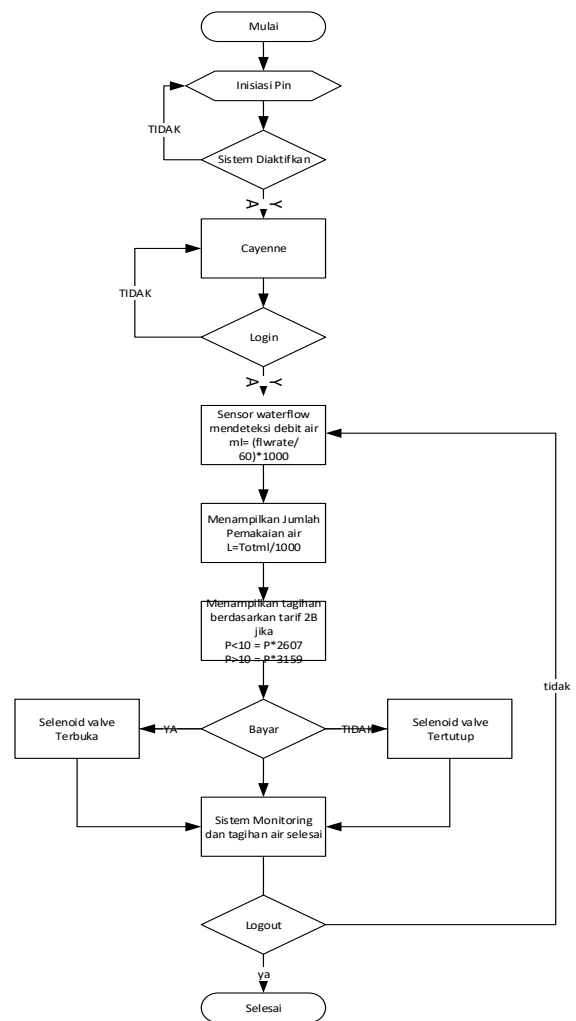 Mulai
Inisiasi Pin
TIDAK
Sistem Diaktifkan
YA
Cayenne
TIDAK
Login
YA
Sensor waterflow
mendeteksi debit air
ml= (flwrate/
60)*1000
Menampilkan Jumlah
Pemakaian air
L=Totml/1000
Menampilkan tagihan
berdasarkan tarif 2B
jika
P<10 = P*2607
P>10 = P*3159
tidak
Selenoid valve
Terbuka
YA
Bayar
TIDAK
Selenoid valve
Tertutup
Sistem Monitoring
dan tagihan air selesai
Logout
ya
Selesai